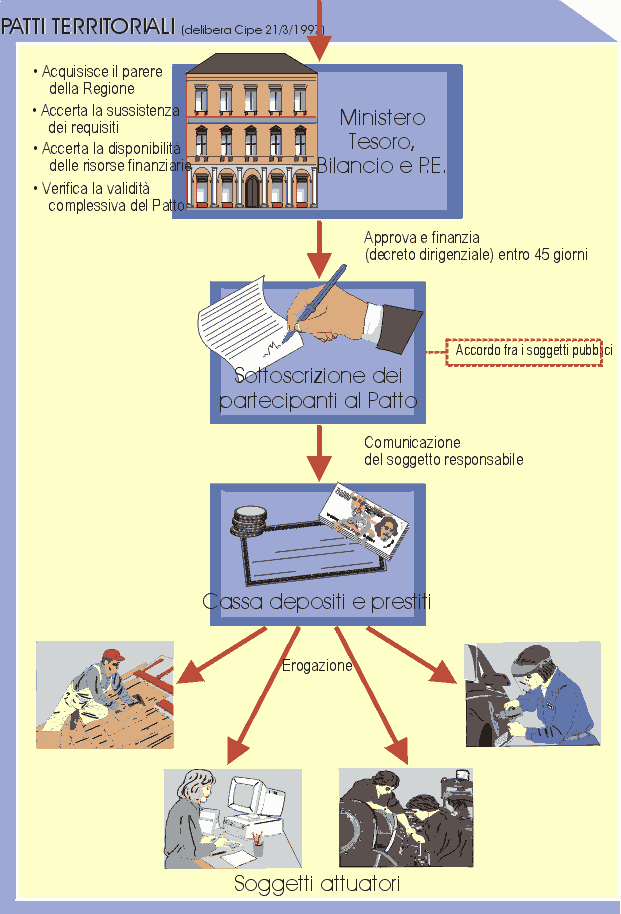 PATTI TERRITORIALI (delibera Cipe 21/3/1997)
• Acquisisce il parere
della Regione
• Accerta la sussistenza
dei requisiti
• Accerta la disponibilità
delle risorse finanziarie
• Verifica la validità
complessiva del Patto
Ministero
Tesoro,
Bilancio e P.E.
Approva e finanzia
(decreto dirigenziale) entro 45 giorni
Accordo fra i soggetti pubblici
Sottoscrizione dei
partecipanti al Patto
Comunicazione
del soggetto responsabile
Cassa depositi e prestiti
Erogazione
Soggetti attuatori